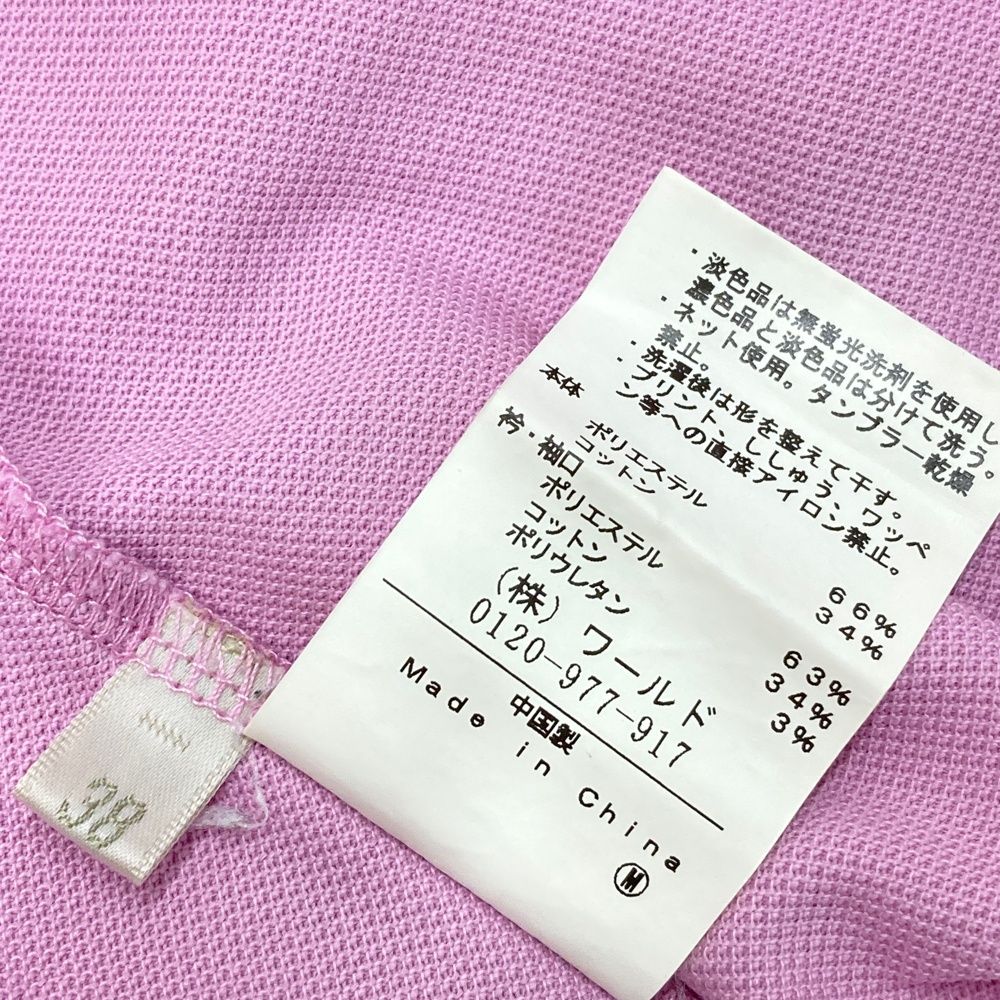 ・淡色品は無蛍光洗剤を使用し
濃色品と淡色品は分けて洗う。
・ネット使用。タンブラー乾燥
禁止。
・洗濯後は形を整えて干す。
プリント、ししゅう、ワッペ
ン等への直接アイロン禁止。
本体
ポリエステル 66%
コットン 34%
衿・袖口
ポリエステル 63%
コットン 34%
ポリウレタン 3%
(株)ワールド
0120-977-917
中国製
Made in China
M
38